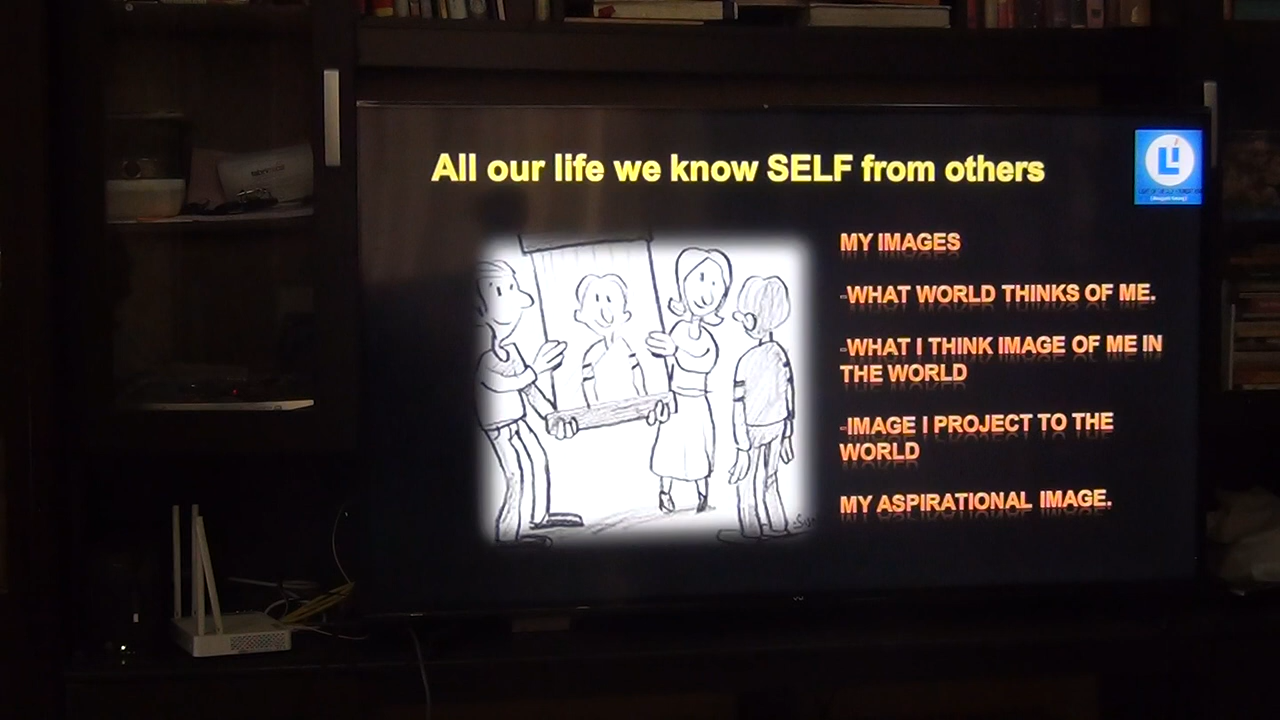 All our life we know SELF from others
MY IMAGES
-WHAT WORLD THINKS OF ME.
-WHAT I THINK IMAGE OF ME IN
THE WORLD
-IMAGE I PROJECT TO THE
WORLD
MY ASPIRATIONAL IMAGE.